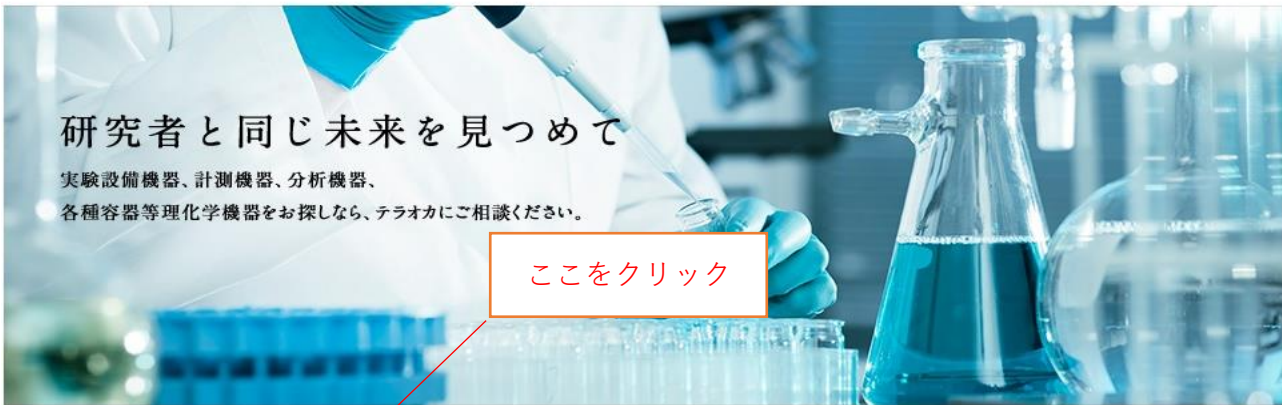 研究者と同じ未来を見つめて
実験設備機器、計測機器、分析機器、
各種容器等理化学機器をお探しなら、テラオカにご相談ください。
ここをクリック